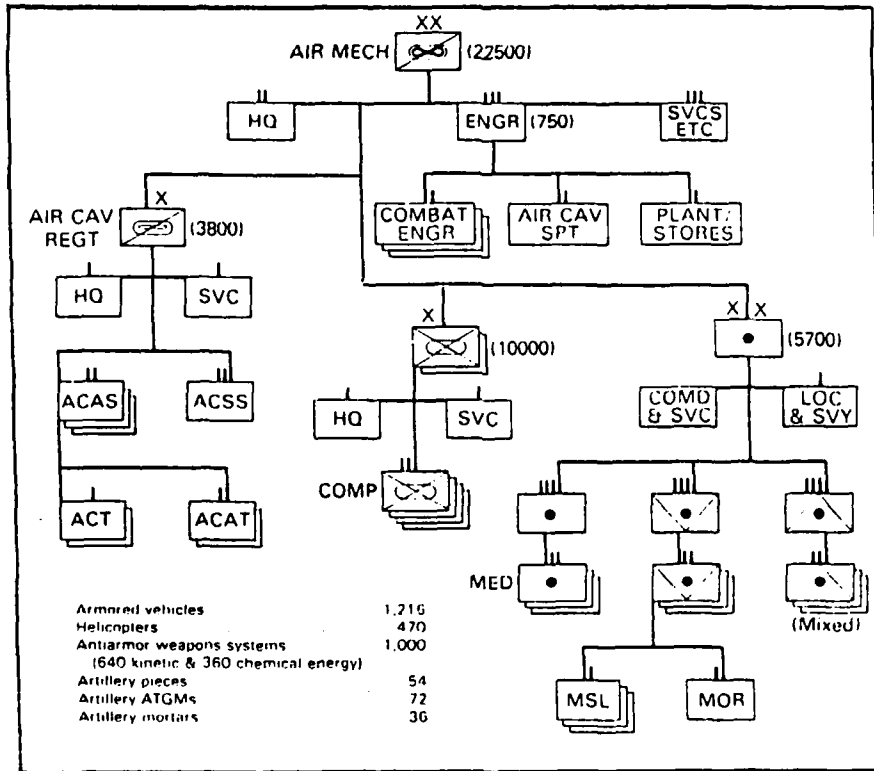 XX
AIR MECH (22500)
HQ
ENGR (750)
SVCS
ETC
X
AIR CAV
REGT
(3800)
COMBAT
ENGR
AIR CAV
SPT
PLANT/
STORES
HQ
SVC
X
(10000)
X X
(5700)
ACAS
ACSS
HQ
SVC
COMD
& SVC
LOC
& SVY
ACT
ACAT
COMP
MED
(Mixed)
MSL
MOR
Armored vehicles 1,216
Helicopters 470
Antiarmor weapons systems 1,000
(640 kinetic & 360 chemical energy)
Artillery pieces 54
Artillery ATGMs 72
Artillery mortars 36